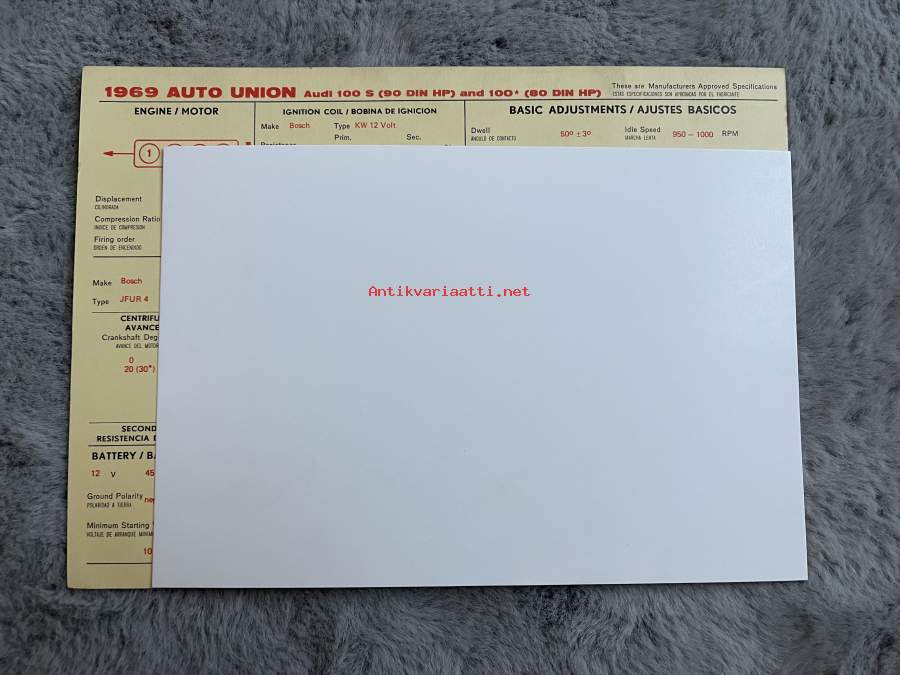 1969 AUTO UNION Audi 100 S (90 DIN HP) and 100* (80 DIN HP)
These are Manufacturers Approved Specifications
ESTAS ESPECIFICACIONES SON APROBADAS POR EL FABRICANTE
ENGINE / MOTOR
1
Displacement
CILINDRADA
Compression Ratio
INDICE DE COMPRESION
Firing order
ORDEN DE ENCENDIDO
IGNITION COIL / BOBINA DE IGNICION
Make Bosch Type KW 12 Volt
Prim. Sec.
BASIC ADJUSTMENTS / AJUSTES BASICOS
Dwell 50º ± 3º Idle Speed 950 – 1000 RPM
ANGULO DE CONTACTO MARCHA LENTA
Make Bosch
Type JFUR 4
CENTRIFU
AVANCE
Crankshaft Deg
AVANCE DEL MOTOR
0
20 (30°)
SECOND
RESISTENCIA
BATTERY / BA
12 V 45
Ground Polarity neg
POLARIDAD A TIERRA
Minimum Starting
VOLTAJE DE ARRANQUE MINIMO
10
Antikvariaatti.net